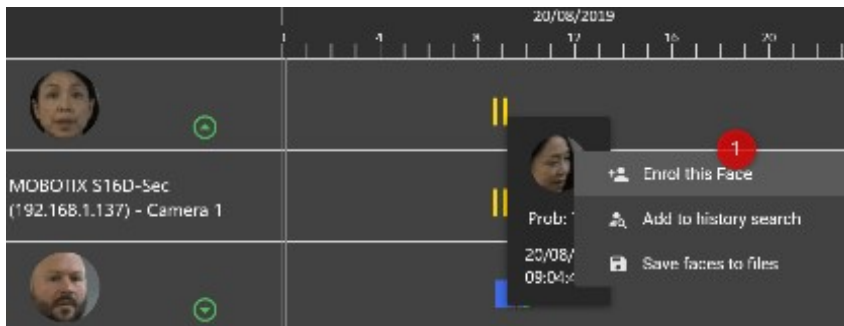 20/08/2019
4
8
12
16
20
1
Enrol this Face
MOBOTIX S16D-Sec
(192.168.1.137) - Camera 1
Prob:
Add to history search
20/08/
09:04:
Save faces to files